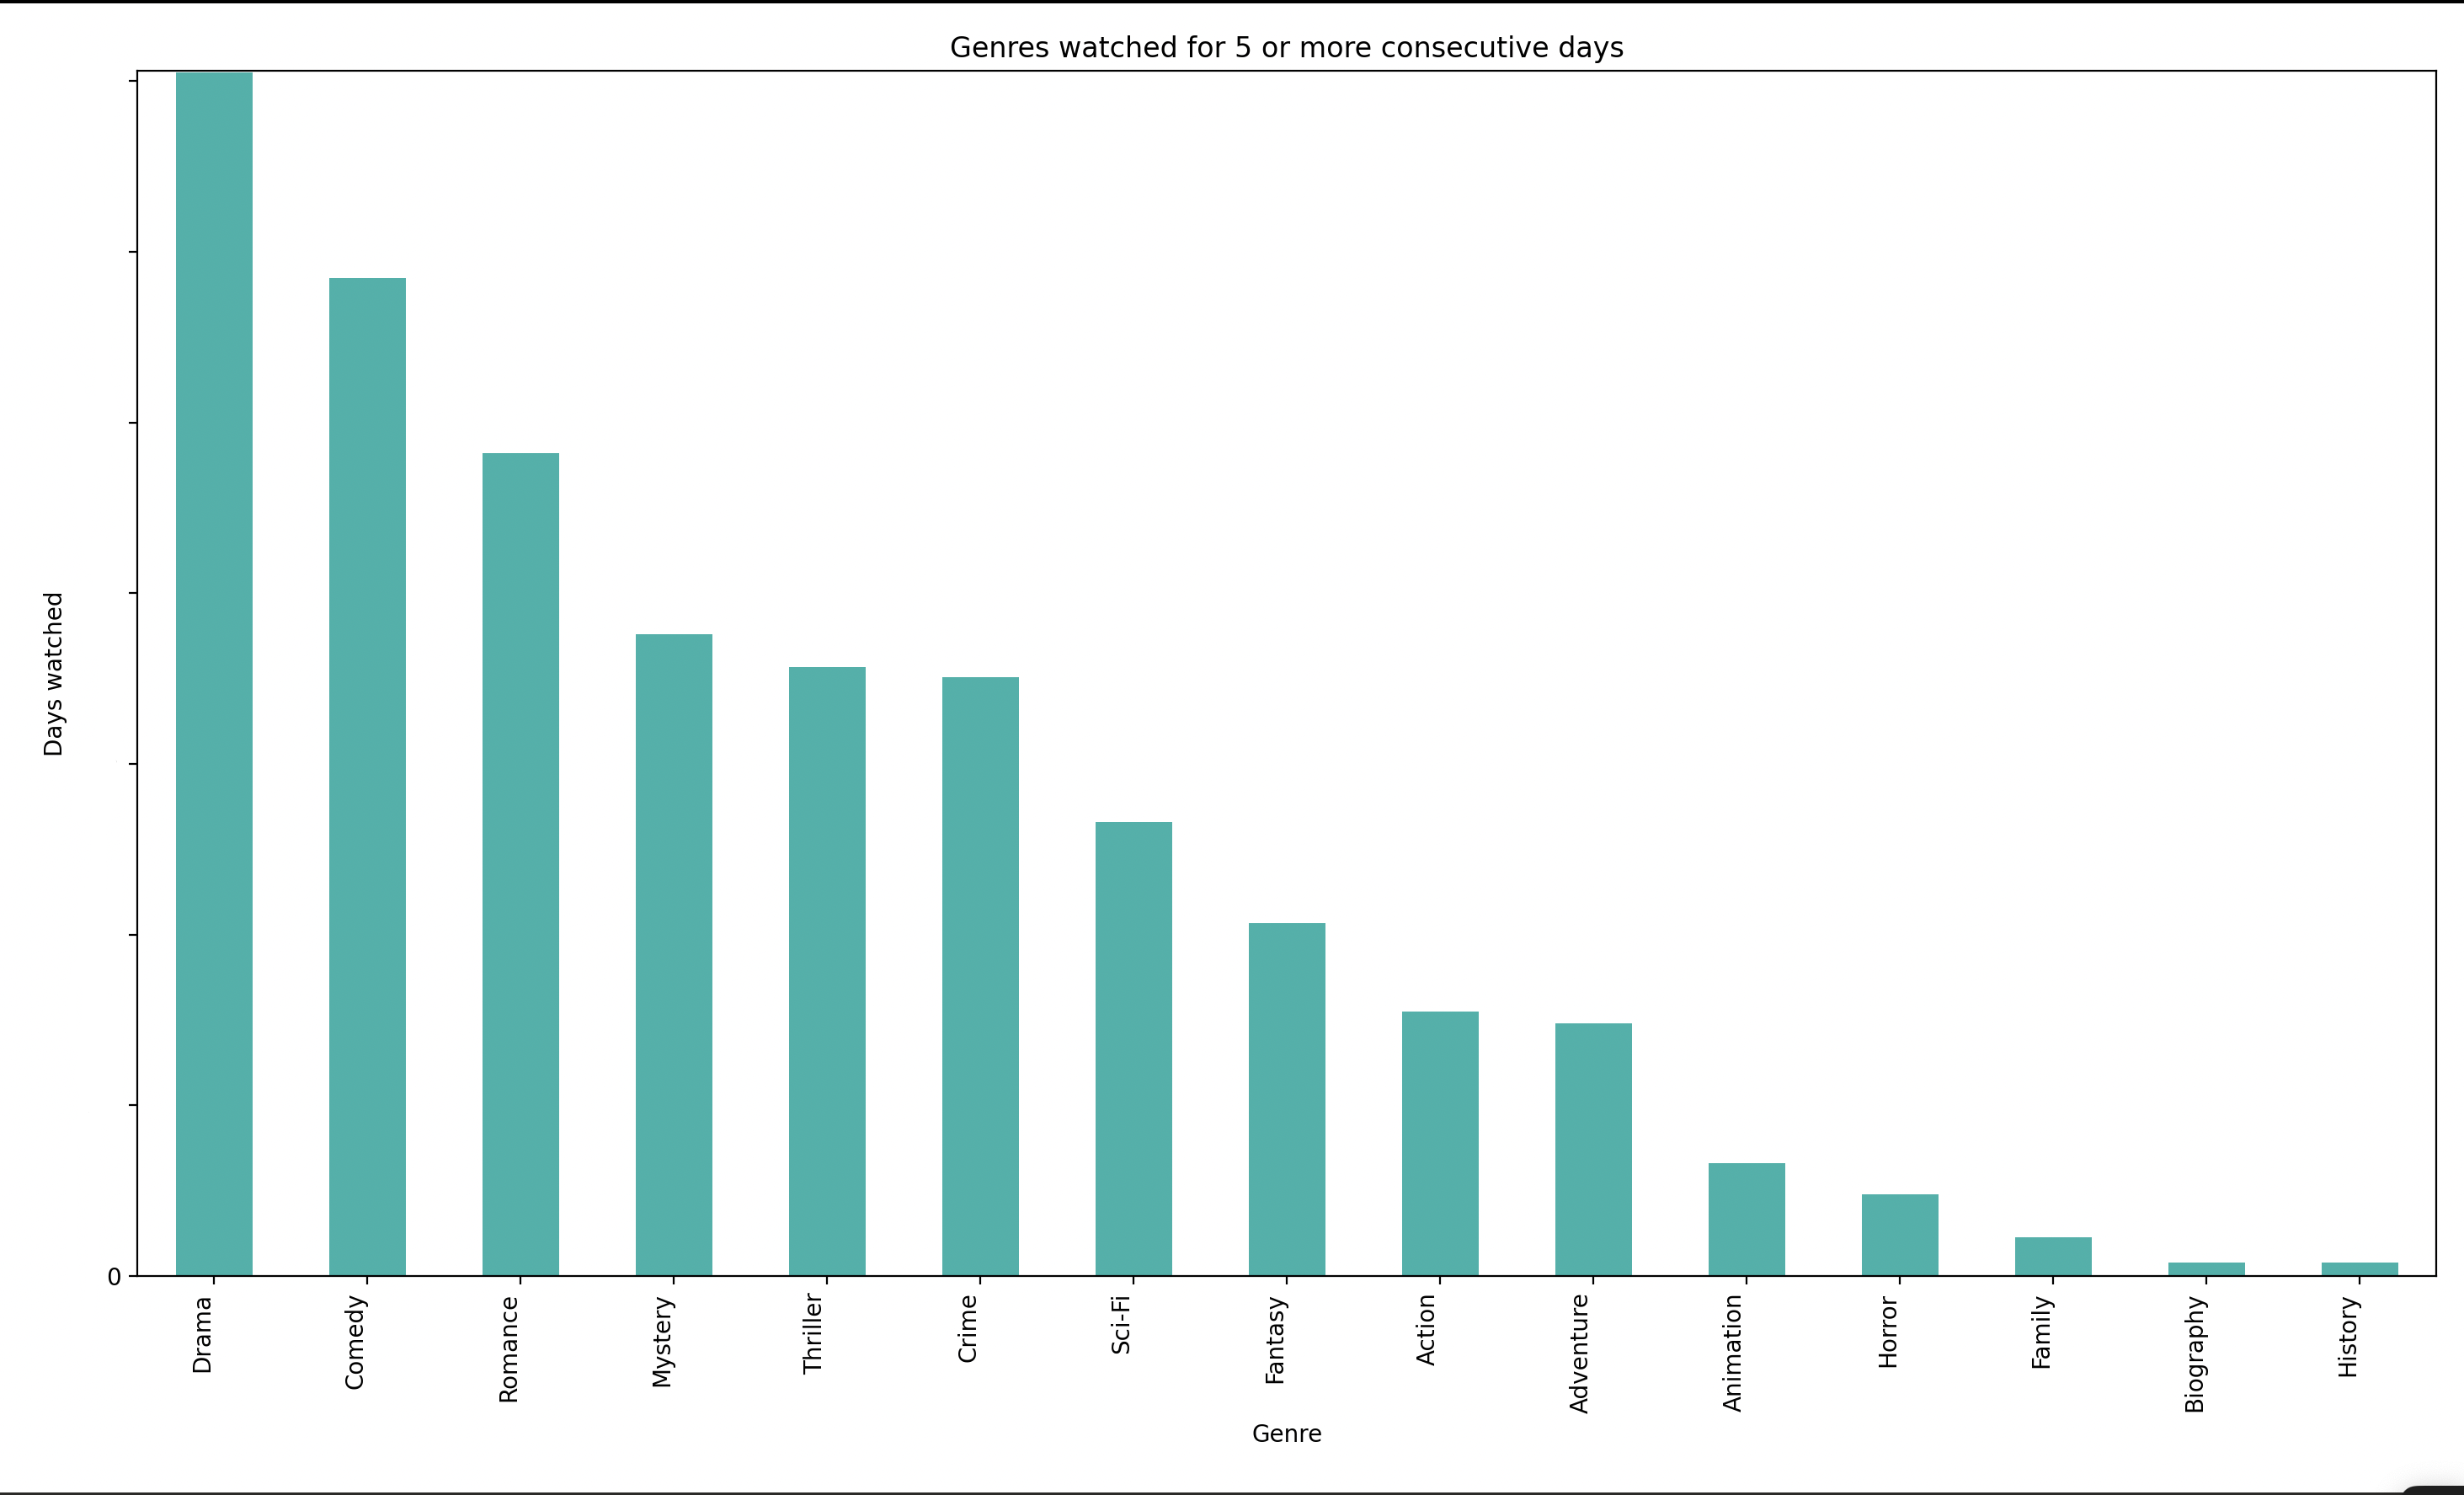 Genres watched for 5 or more consecutive days
Days watched
0
Drama
Comedy
Romance
Mystery
Thriller
Crime
Sci-Fi
Fantasy
Action
Adventure
Animation
Horror
Family
Biography
History
Genre